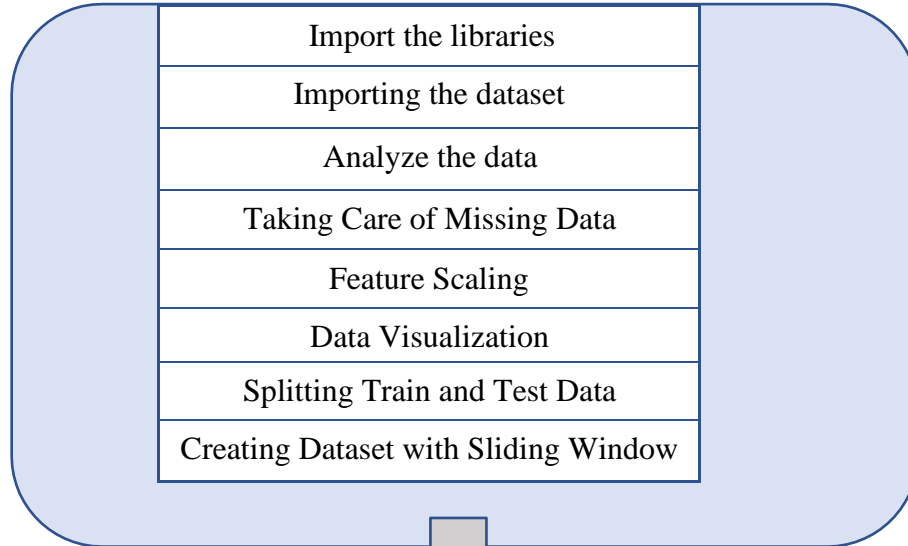 Import the libraries
Importing the dataset
Analyze the data
Taking Care of Missing Data
Feature Scaling
Data Visualization
Splitting Train and Test Data
Creating Dataset with Sliding Window